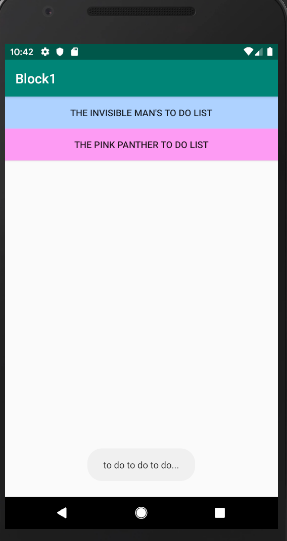 10:42
Block1
THE INVISIBLE MAN'S TO DO LIST
THE PINK PANTHER TO DO LIST
to do to do to do...